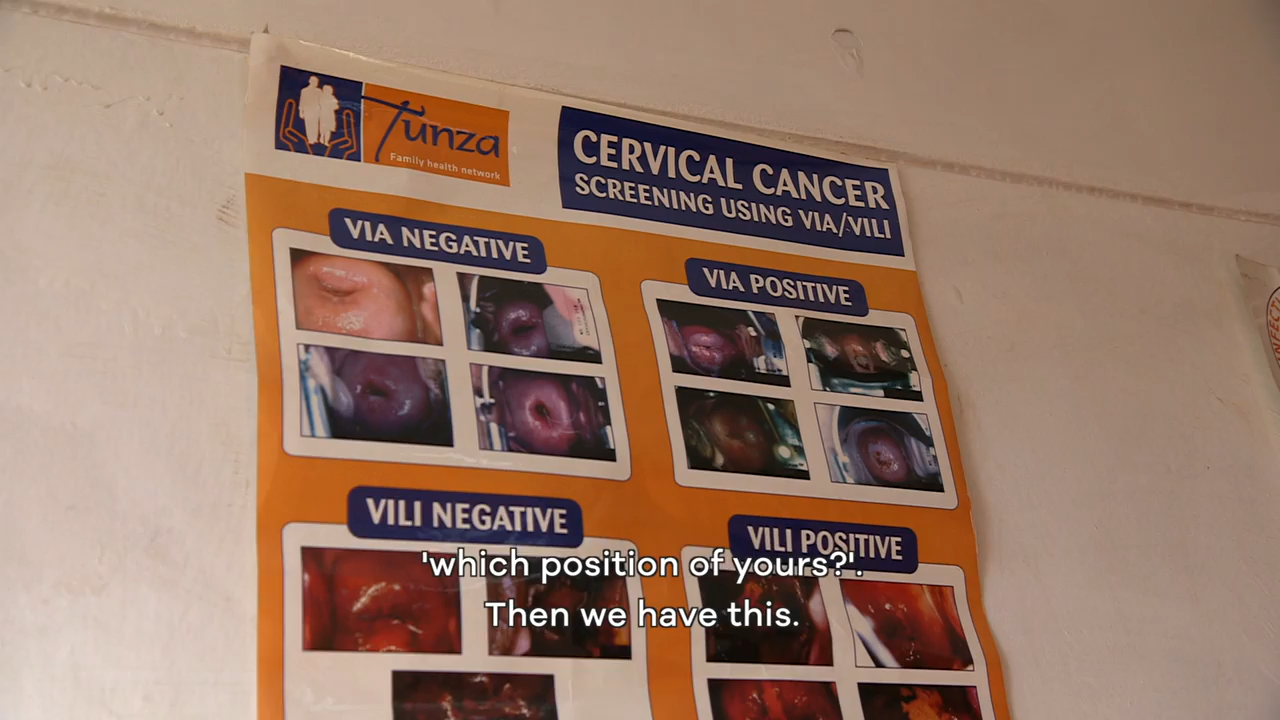 Tunza
Family health network
CERVICAL CANCER
SCREENING USING VIA/VILI
VIA NEGATIVE
VIA POSITIVE
VILI NEGATIVE
VILI POSITIVE
'which position of yours?'.
Then we have this.